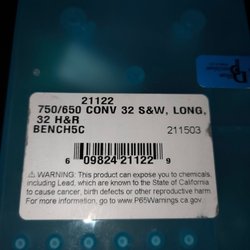 Dillon
Precision
21122
750/650 CONV 32 S&W, LONG,
32 H&R
BENCH5C 211503
6 09824 21122 9
⚠ WARNING: This product can expose you to chemicals,
including Lead, which are known to the State of California
to cause cancer, birth defects or other reproductive harm.
For more information go to www.P65Warnings.ca.gov.